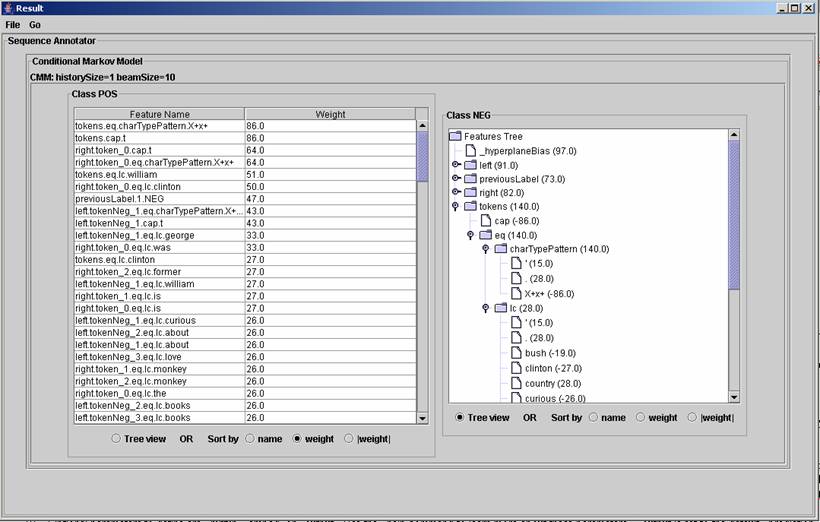 Result
File Go
Sequence Annotator
Conditional Markov Model
CMM: historySize=1 beamSize=10
Class POS
Feature Name Weight
tokens.eq.charTypePattern.X+x+ 86.0
tokens.cap.t 86.0
right.token_0.cap.t 64.0
right.token_0.eq.charTypePattern.X+x+ 64.0
tokens.eq.lc.william 51.0
right.token_0.eq.lc.clinton 50.0
previousLabel.1.NEG 47.0
left.tokenNeg_1.eq.charTypePattern.X+... 43.0
left.tokenNeg_1.cap.t 43.0
left.tokenNeg_1.eq.lc.george 33.0
right.token_0.eq.lc.was 33.0
tokens.eq.lc.clinton 27.0
right.token_2.eq.lc.former 27.0
left.tokenNeg_1.eq.lc.william 27.0
right.token_1.eq.lc.is 27.0
right.token_0.eq.lc.is 27.0
left.tokenNeg_1.eq.lc.curious 26.0
left.tokenNeg_2.eq.lc.about 26.0
left.tokenNeg_1.eq.lc.about 26.0
left.tokenNeg_3.eq.lc.love 26.0
right.token_1.eq.lc.monkey 26.0
right.token_2.eq.lc.monkey 26.0
right.token_0.eq.lc.the 26.0
left.tokenNeg_2.eq.lc.books 26.0
left.tokenNeg_3.eq.lc.books 26.0
Tree view OR Sort by name weight |weight|
Class NEG
Features Tree
_hyperplaneBias (97.0)
left (91.0)
previousLabel (73.0)
right (82.0)
tokens (140.0)
cap (-86.0)
eq (140.0)
charTypePattern (140.0)
' (15.0)
. (28.0)
X+x+ (-86.0)
lc (28.0)
' (15.0)
. (28.0)
bush (-19.0)
clinton (-27.0)
country (28.0)
curious (-26.0)
Tree view OR Sort by name weight |weight|